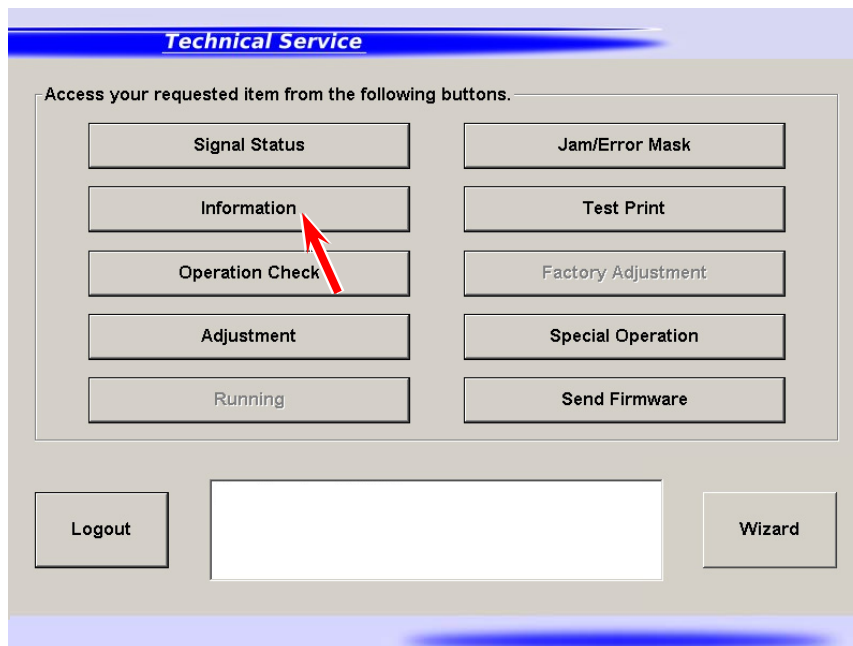 Technical Service
Access your requested item from the following buttons.
Signal Status
Jam/Error Mask
Information
Test Print
Operation Check
Factory Adjustment
Adjustment
Special Operation
Running
Send Firmware
Logout
Wizard